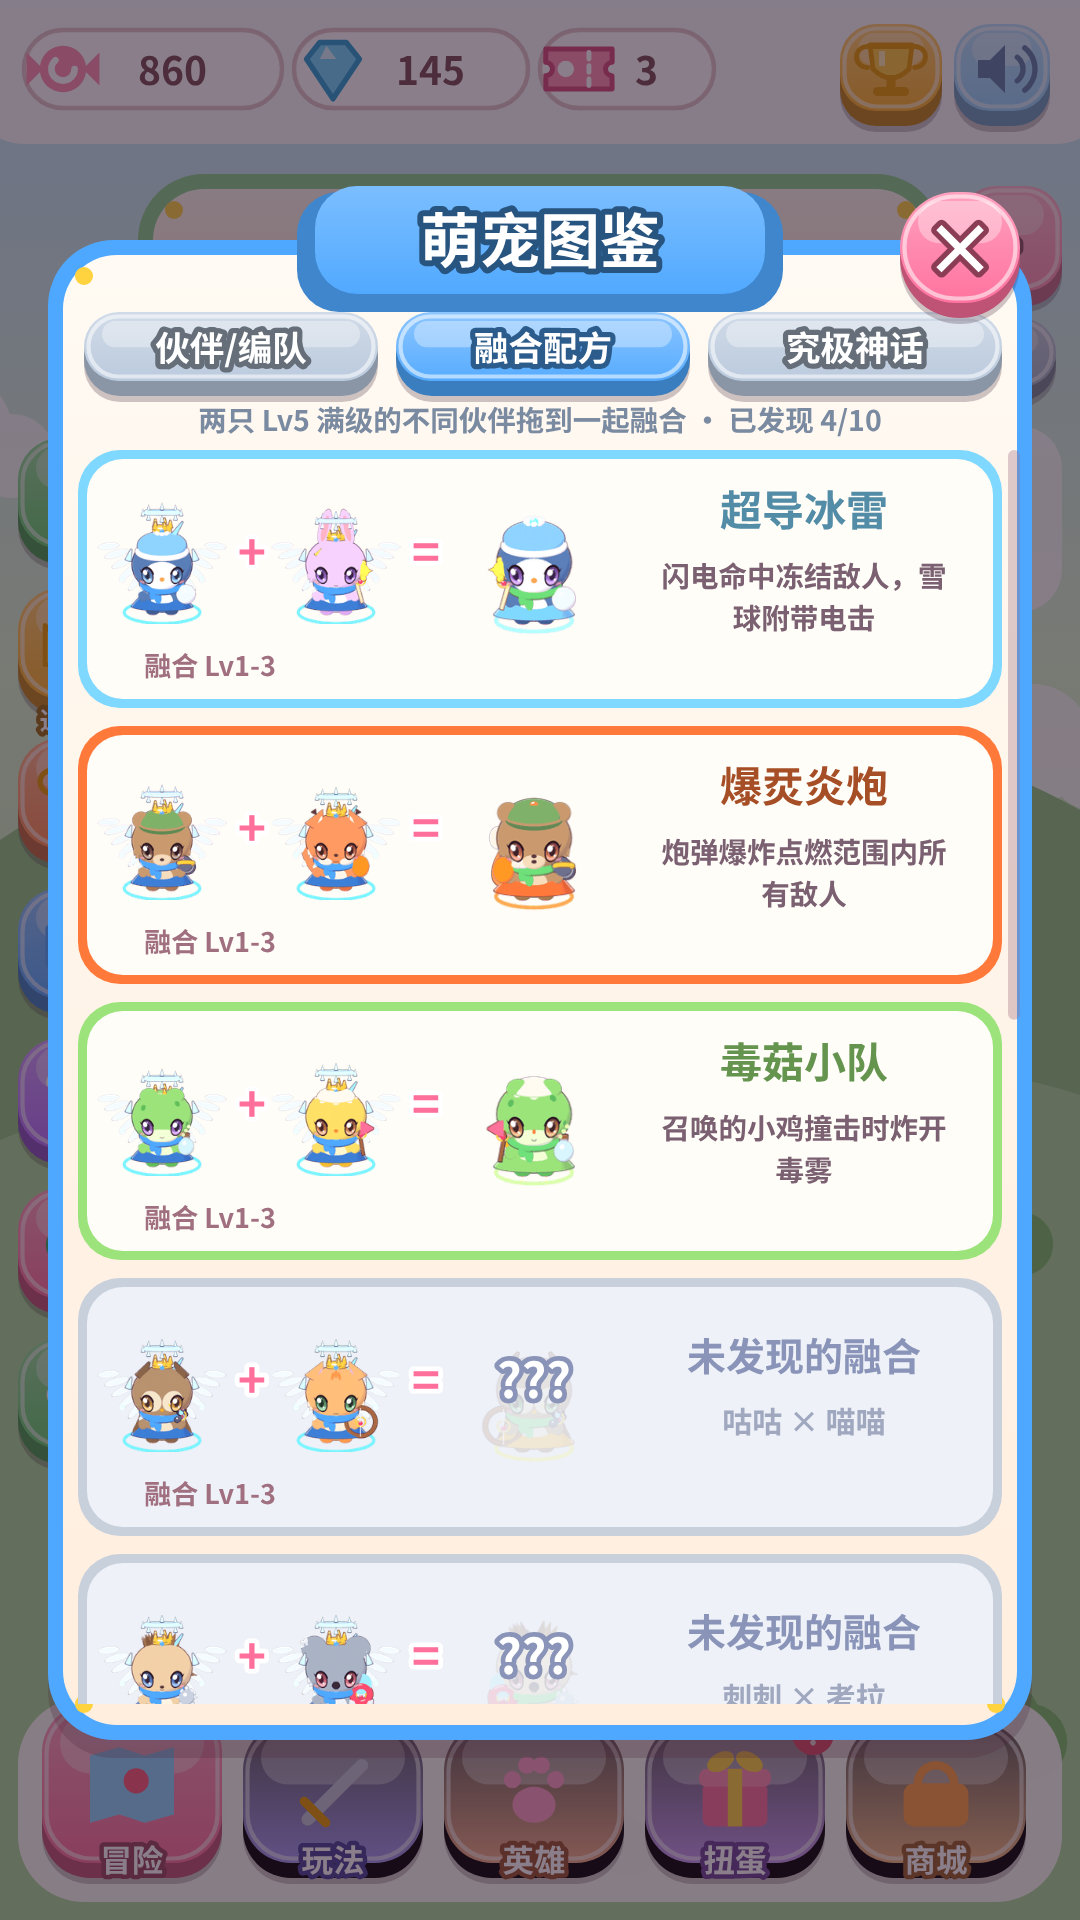 860
145
3
萌宠图鉴
伙伴/编队
融合配方
究极神话
两只 Lv5 满级的不同伙伴拖到一起融合 · 已发现 4/10
超导冰雷
闪电命中冻结敌人，雪
球附带电击
+
=
融合 Lv1-3
爆烎炎炮
炮弹爆炸点燃范围内所
有敌人
+
=
融合 Lv1-3
毒菇小队
召唤的小鸡撞击时炸开
毒雾
+
=
融合 Lv1-3
未发现的融合
咕咕 × 喵喵
+
=
???
融合 Lv1-3
未发现的融合
刺刺 × 考拉
+
=
???
冒险
玩法
英雄
扭蛋
商城